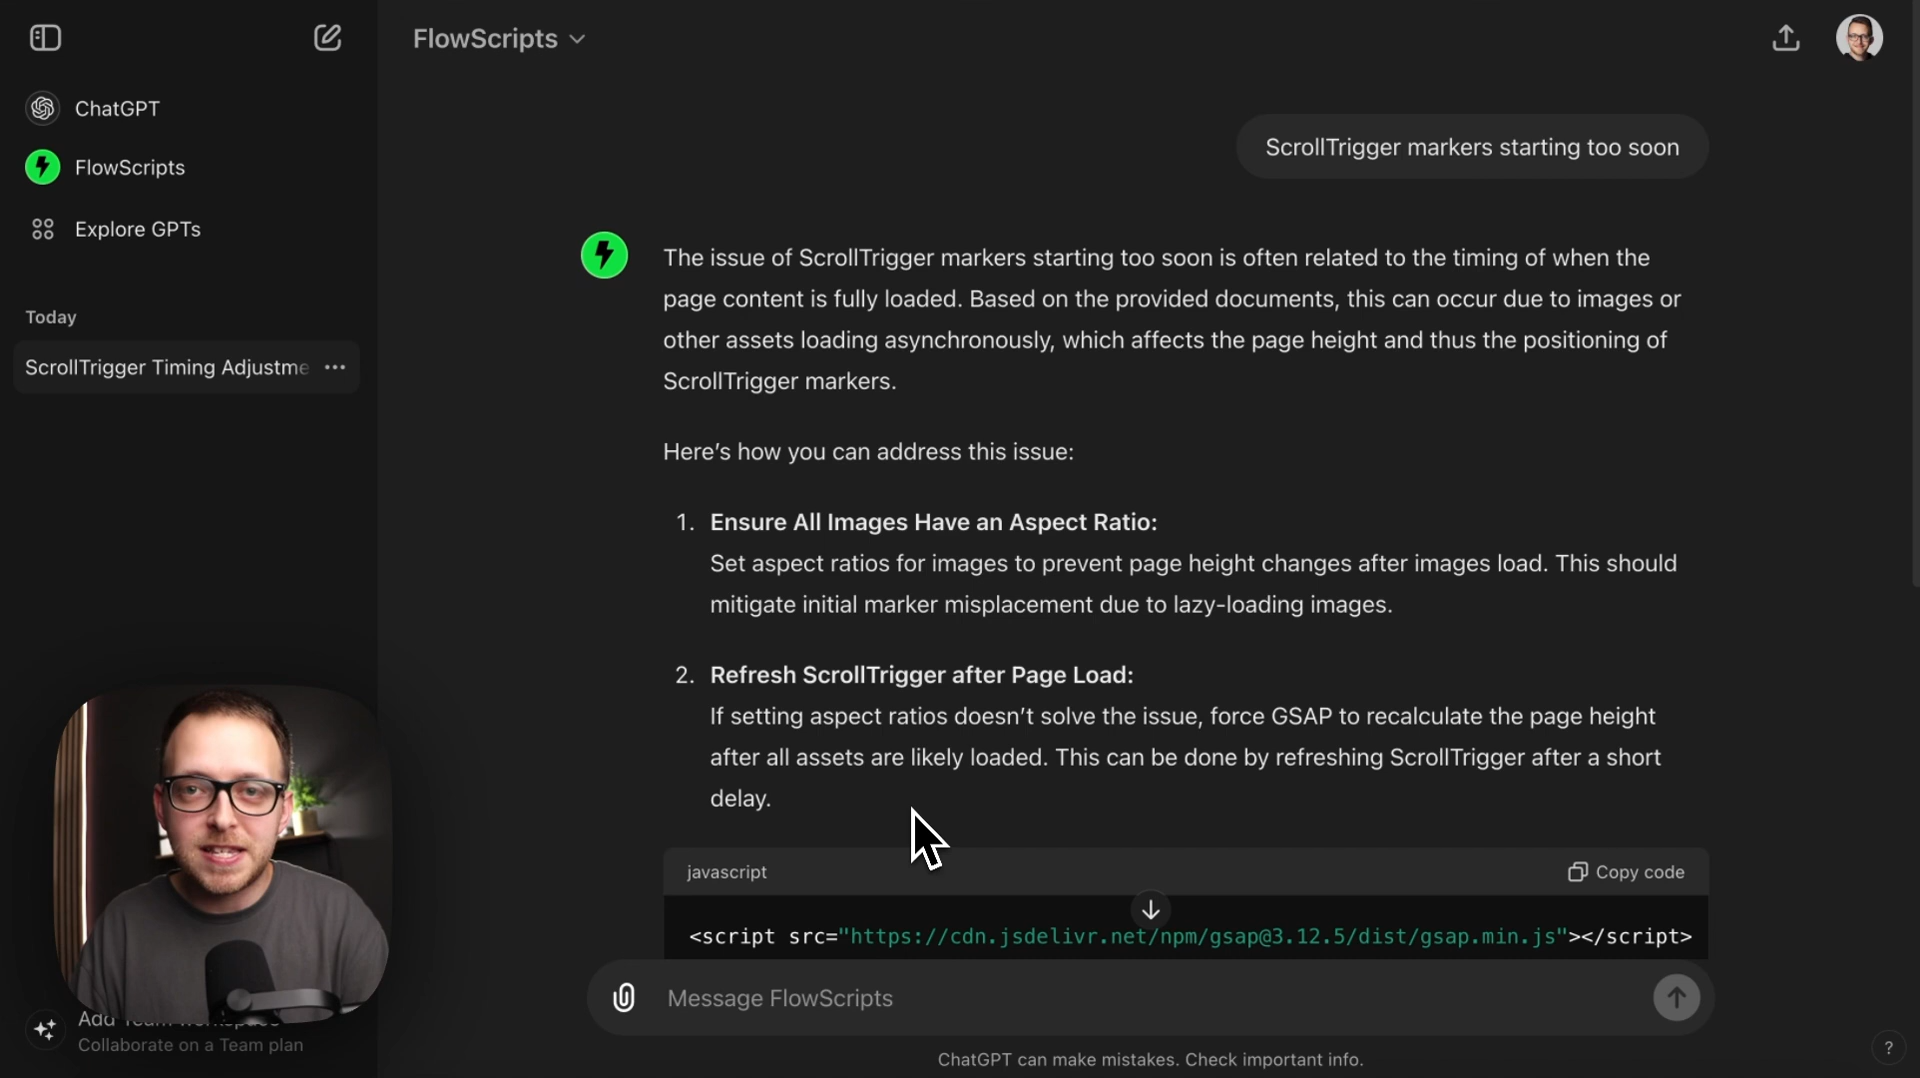 FlowScripts
ChatGPT
FlowScripts
Explore GPTs
Today
ScrollTrigger Timing Adjustme
ScrollTrigger markers starting too soon
The issue of ScrollTrigger markers starting too soon is often related to the timing of when the
page content is fully loaded. Based on the provided documents, this can occur due to images or
other assets loading asynchronously, which affects the page height and thus the positioning of
ScrollTrigger markers.
Here's how you can address this issue:
1. Ensure All Images Have an Aspect Ratio:
Set aspect ratios for images to prevent page height changes after images load. This should
mitigate initial marker misplacement due to lazy-loading images.
2. Refresh ScrollTrigger after Page Load:
If setting aspect ratios doesn't solve the issue, force GSAP to recalculate the page height
after all assets are likely loaded. This can be done by refreshing ScrollTrigger after a short
delay.
javascript
Copy code
<script src="https://cdn.jsdelivr.net/npm/gsap@3.12.5/dist/gsap.min.js"></script>
Message FlowScripts
Add Team workspace
Collaborate on a Team plan
ChatGPT can make mistakes. Check important info.
?